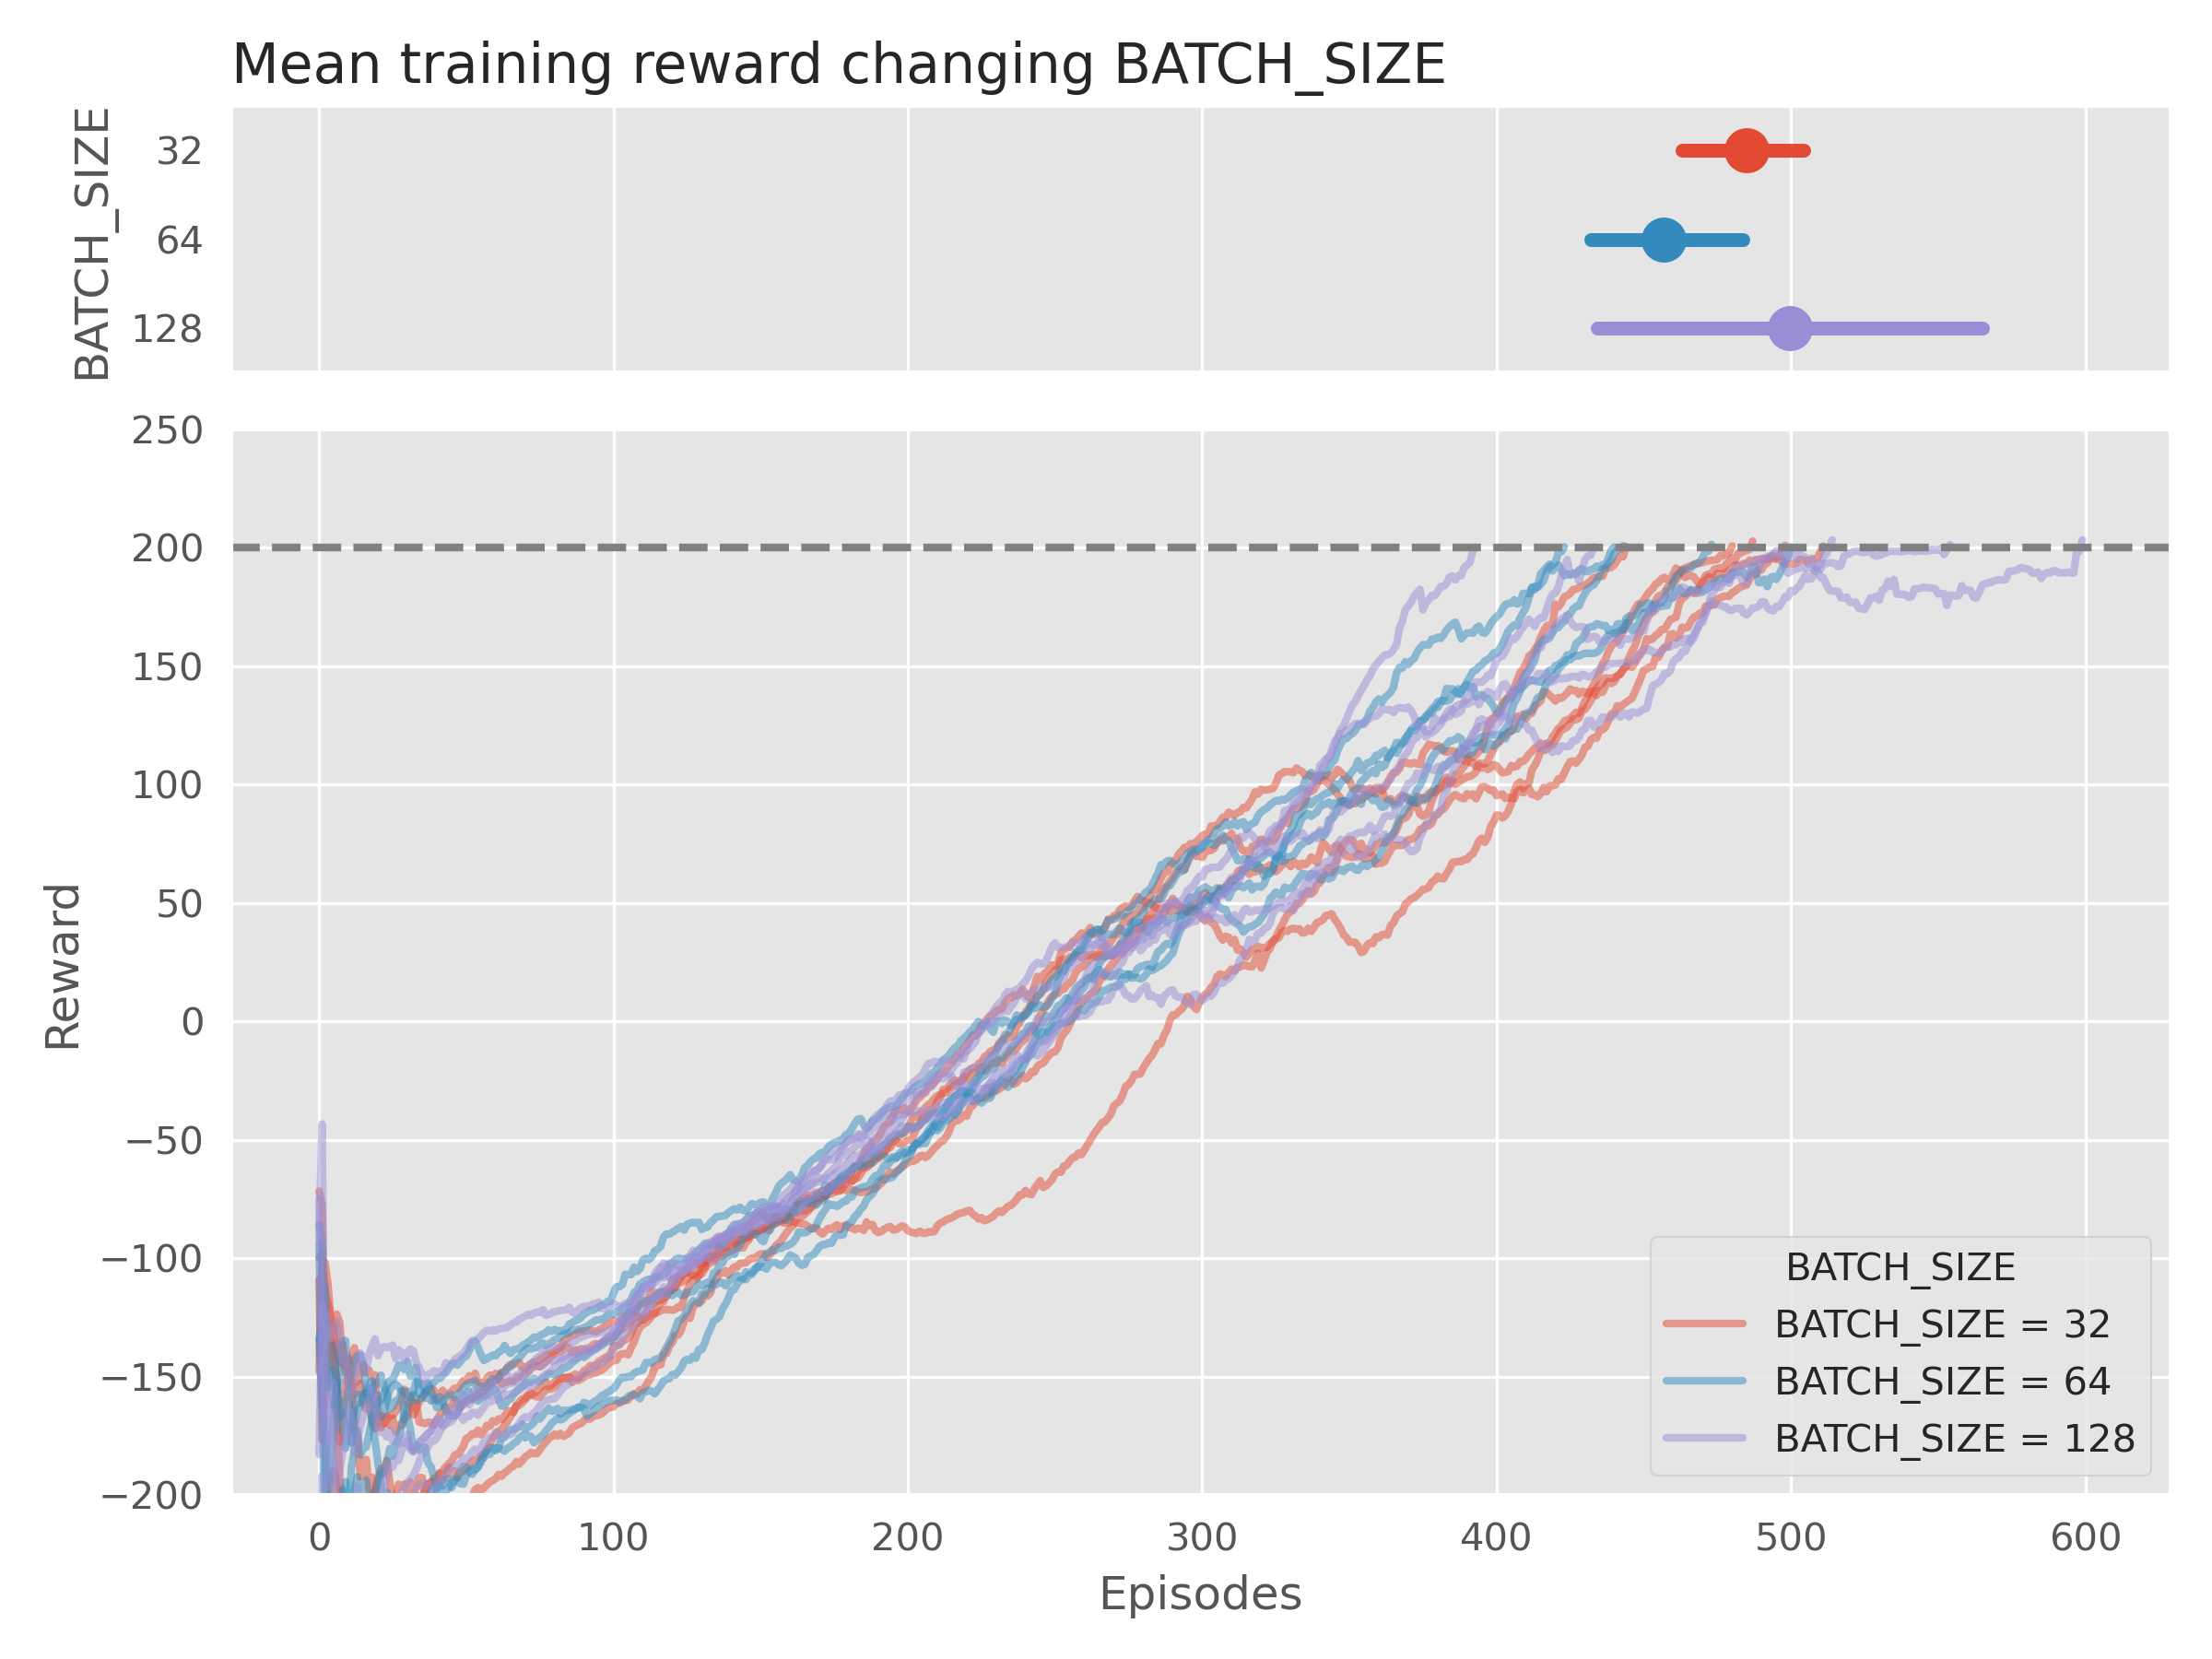 Mean training reward changing BATCH_SIZE
BATCH_SIZE
32
64
128
Reward
250
200
150
100
50
0
−50
−100
−150
−200
0 100 200 300 400 500 600
Episodes
BATCH_SIZE
BATCH_SIZE = 32
BATCH_SIZE = 64
BATCH_SIZE = 128